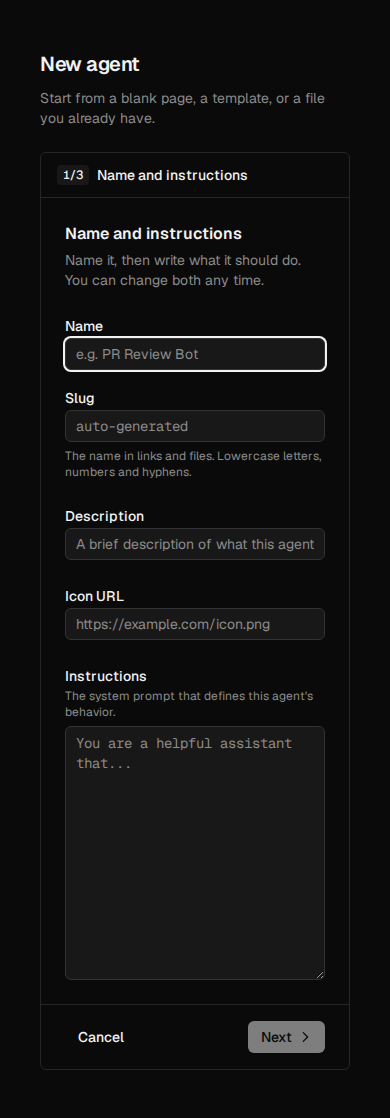 New agent
Start from a blank page, a template, or a file
you already have.
1/3 Name and instructions
Name and instructions
Name it, then write what it should do.
You can change both any time.
Name
e.g. PR Review Bot
Slug
auto-generated
The name in links and files. Lowercase letters,
numbers and hyphens.
Description
A brief description of what this agent
Icon URL
https://example.com/icon.png
Instructions
The system prompt that defines this agent's
behavior.
You are a helpful assistant
that...
Cancel
Next